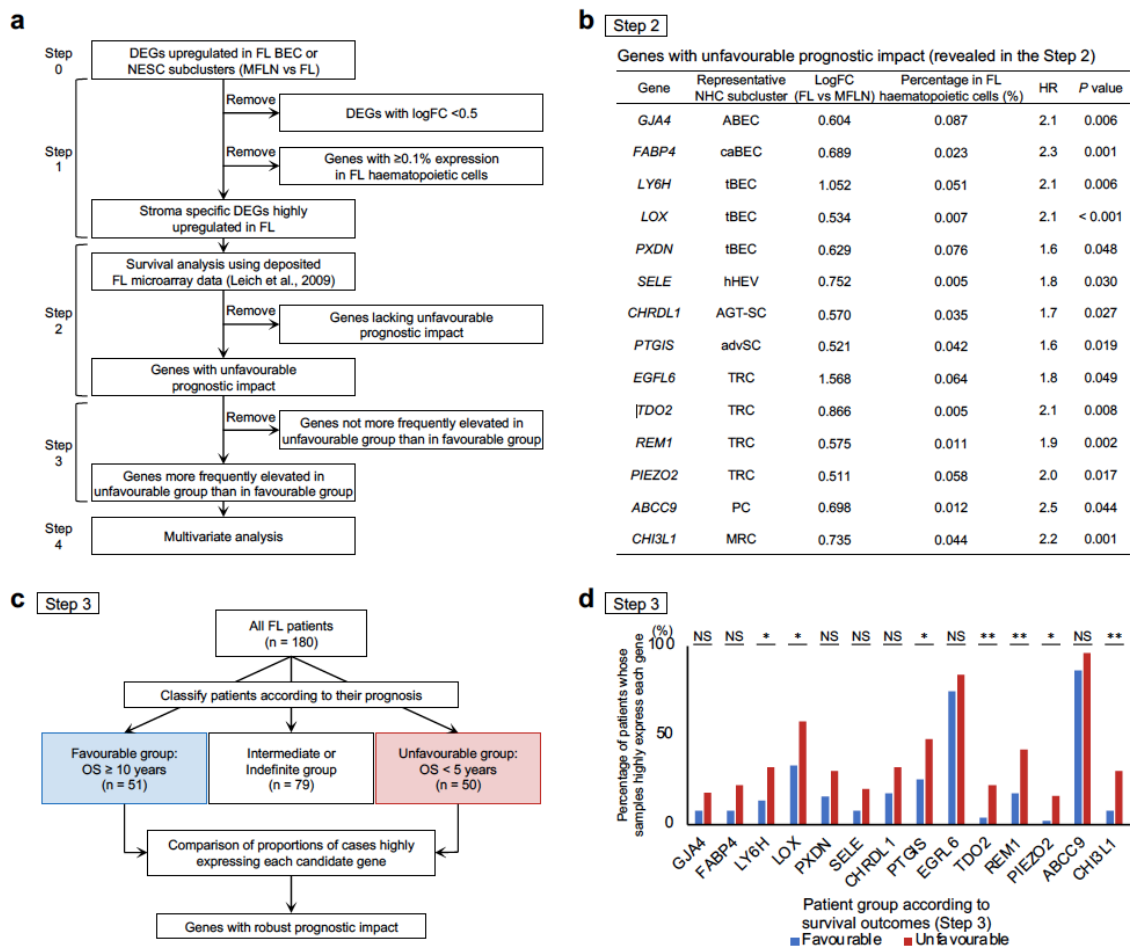 a
Step
0
DEGs upregulated in FL BEC or
NESC subclusters (MFLN vs FL)
Remove
DEGs with logFC <0.5
Step
1
Remove
Genes with ≥0.1% expression
in FL haematopoietic cells
Stroma specific DEGs highly
upregulated in FL
Survival analysis using deposited
FL microarray data (Leich et al., 2009)
Step
2
Remove
Genes lacking unfavourable
prognostic impact
Genes with unfavourable
prognostic impact
Step
3
Remove
Genes not more frequently elevated in
unfavourable group than in favourable group
Genes more frequently elevated in
unfavourable group than in favourable group
Step
4
Multivariate analysis
b Step 2
Genes with unfavourable prognostic impact (revealed in the Step 2)
Gene Representative NHC subcluster LogFC (FL vs MFLN) Percentage in FL haematopoietic cells (%) HR P value
GJA4 ABEC 0.604 0.087 2.1 0.006
FABP4 caBEC 0.689 0.023 2.3 0.001
LY6H tBEC 1.052 0.051 2.1 0.006
LOX tBEC 0.534 0.007 2.1 < 0.001
PXDN tBEC 0.629 0.076 1.6 0.048
SELE hHEV 0.752 0.005 1.8 0.030
CHRDL1 AGT-SC 0.570 0.035 1.7 0.027
PTGIS advSC 0.521 0.042 1.6 0.019
EGFL6 TRC 1.568 0.064 1.8 0.049
TDO2 TRC 0.866 0.005 2.1 0.008
REM1 TRC 0.575 0.011 1.9 0.002
PIEZO2 TRC 0.511 0.058 2.0 0.017
ABCC9 PC 0.698 0.012 2.5 0.044
CHI3L1 MRC 0.735 0.044 2.2 0.001
c Step 3
All FL patients
(n = 180)
Classify patients according to their prognosis
Favourable group:
OS ≥ 10 years
(n = 51)
Intermediate or
Indefinite group
(n = 79)
Unfavourable group:
OS < 5 years
(n = 50)
Comparison of proportions of cases highly
expressing each candidate gene
Genes with robust prognostic impact
d Step 3
Percentage of patients whose
samples highly express each gene
(%)
100
50
0
NS NS * * NS NS NS * NS ** ** * NS **
GJA4 FABP4 LY6H LOX PXDN SELE CHRDL1 PTGIS EGFL6 TDO2 REM1 PIEZO2 ABCC9 CHI3L1
Patient group according to
survival outcomes (Step 3)
Favourable Unfavourable